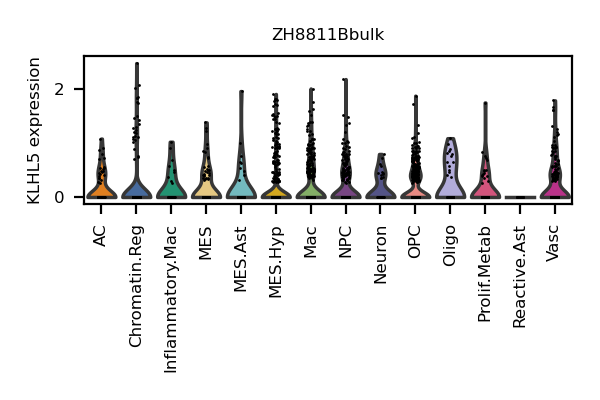 ZH8811Bbulk
KLHL5 expression
2
0
AC
Chromatin.Reg
Inflammatory.Mac
MES
MES.Ast
MES.Hyp
Mac
NPC
Neuron
OPC
Oligo
Prolif.Metab
Reactive.Ast
Vasc